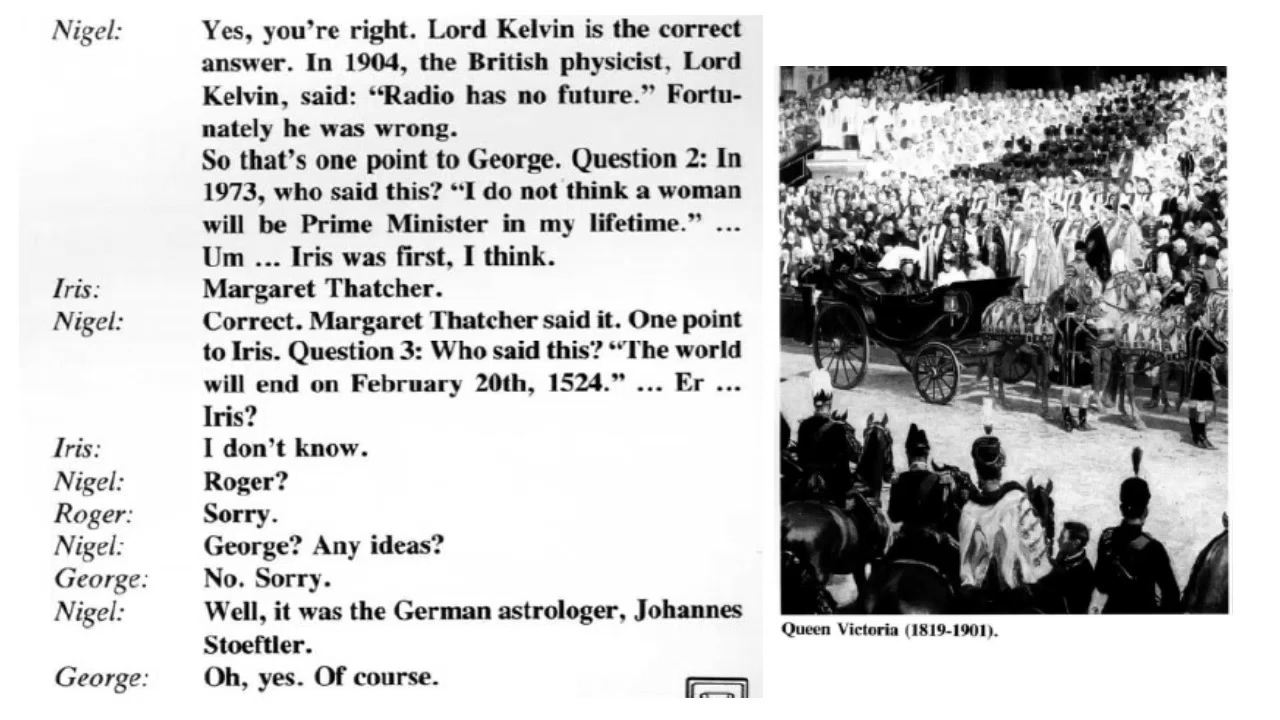 Nigel: Yes, you're right. Lord Kelvin is the correct
answer. In 1904, the British physicist, Lord
Kelvin, said: “Radio has no future.” Fortu-
nately he was wrong.
So that's one point to George. Question 2: In
1973, who said this? “I do not think a woman
will be Prime Minister in my lifetime.” ...
Um ... Iris was first, I think.
Iris: Margaret Thatcher.
Nigel: Correct. Margaret Thatcher said it. One point
to Iris. Question 3: Who said this? “The world
will end on February 20th, 1524.” ... Er ...
Iris?
Iris: I don't know.
Nigel: Roger?
Roger: Sorry.
Nigel: George? Any ideas?
George: No. Sorry.
Nigel: Well, it was the German astrologer, Johannes
Stoeftler.
George: Oh, yes. Of course.
Queen Victoria (1819-1901).